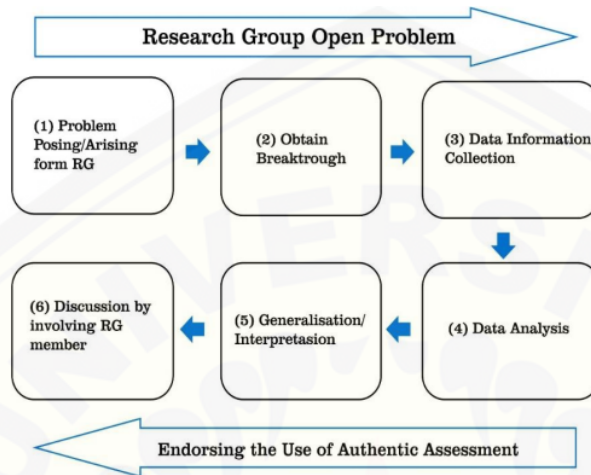 Research Group Open Problem
(1) Problem
Posing/Arising
form RG
(2) Obtain
Breaktrough
(3) Data Information
Collection
(6) Discussion by
involving RG
member
(5) Generalisation/
Interpretasion
(4) Data Analysis
Endorsing the Use of Authentic Assessment
UNIVERSI